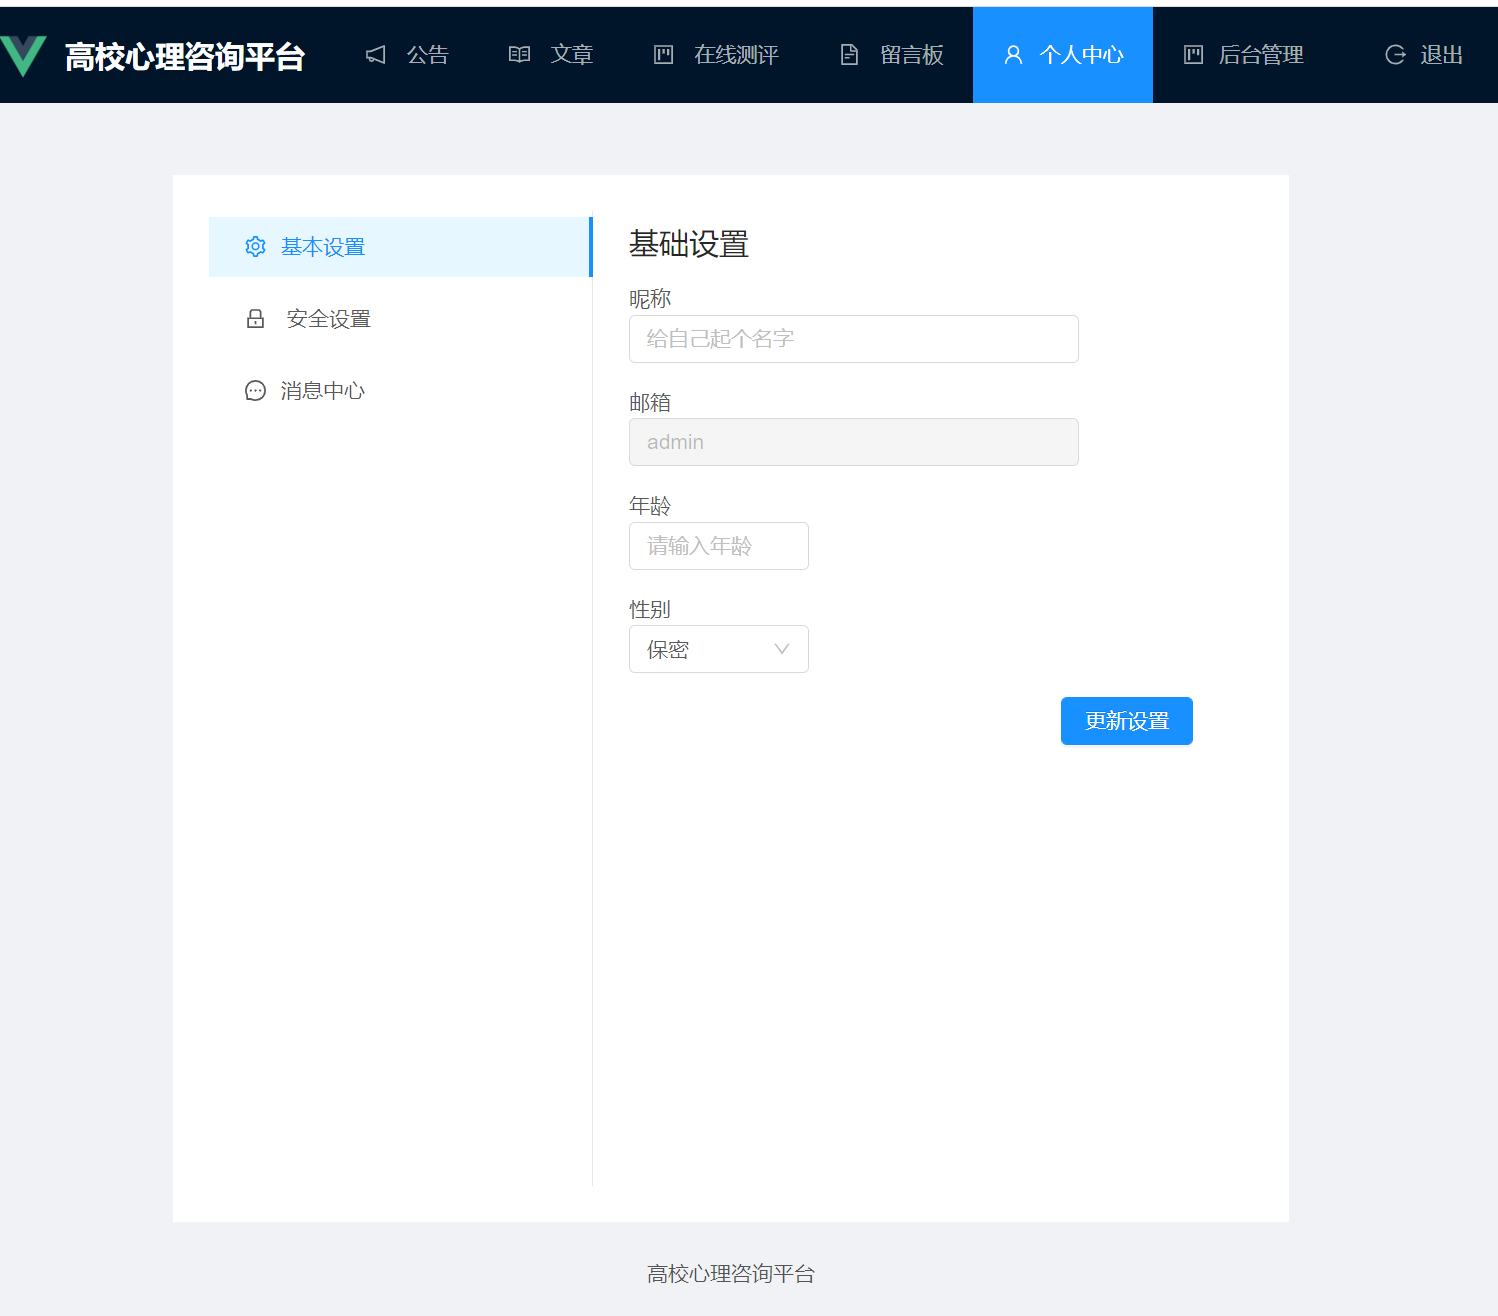 高校心理咨询平台 公告 文章 在线测评 留言板 个人中心 后台管理 退出
基本设置
安全设置
消息中心
基础设置
昵称
给自己起个名字
邮箱
admin
年龄
请输入年龄
性别
保密
更新设置
高校心理咨询平台